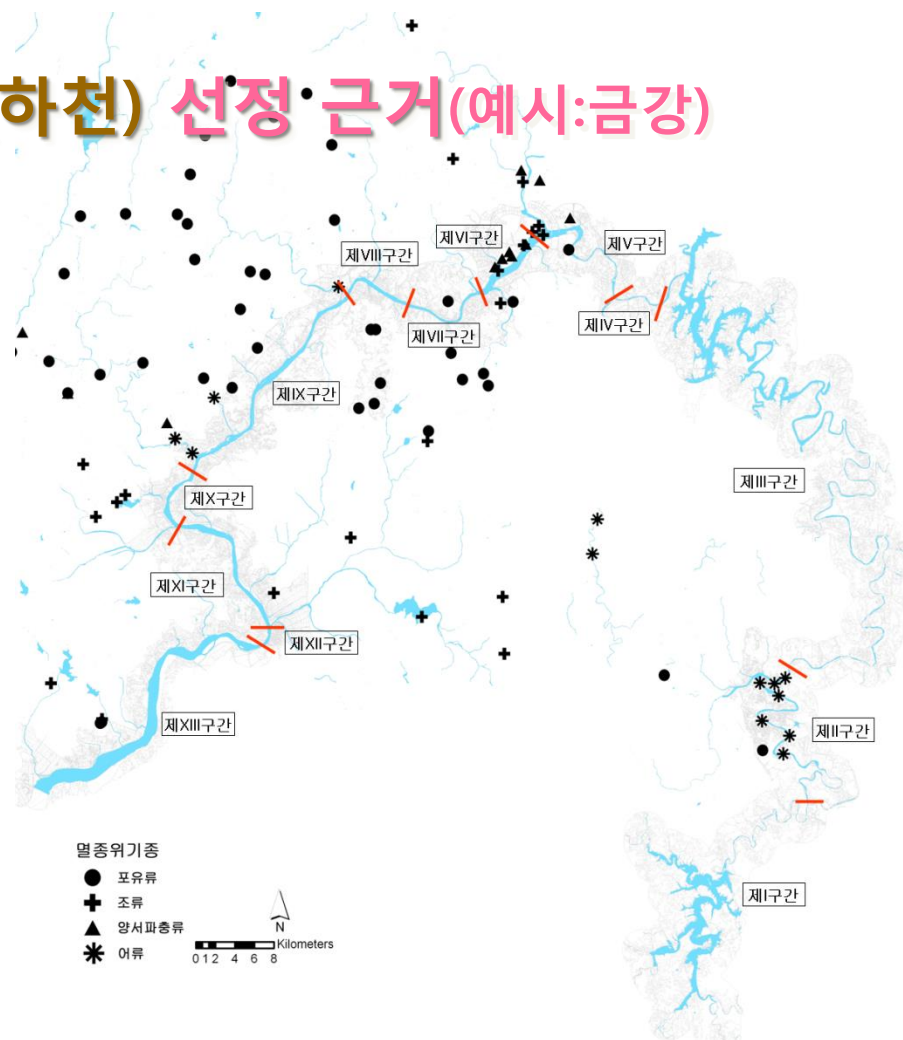 하천) 선정 근거(예시:금강)
제VIII구간
제VI구간
제V구간
제VII구간
제IV구간
제IX구간
제III구간
제X구간
제XI구간
제XII구간
제XIII구간
제II구간
제I구간
멸종위기종
포유류
조류
양서파충류
어류
N
Kilometers
0 1 2 4 6 8